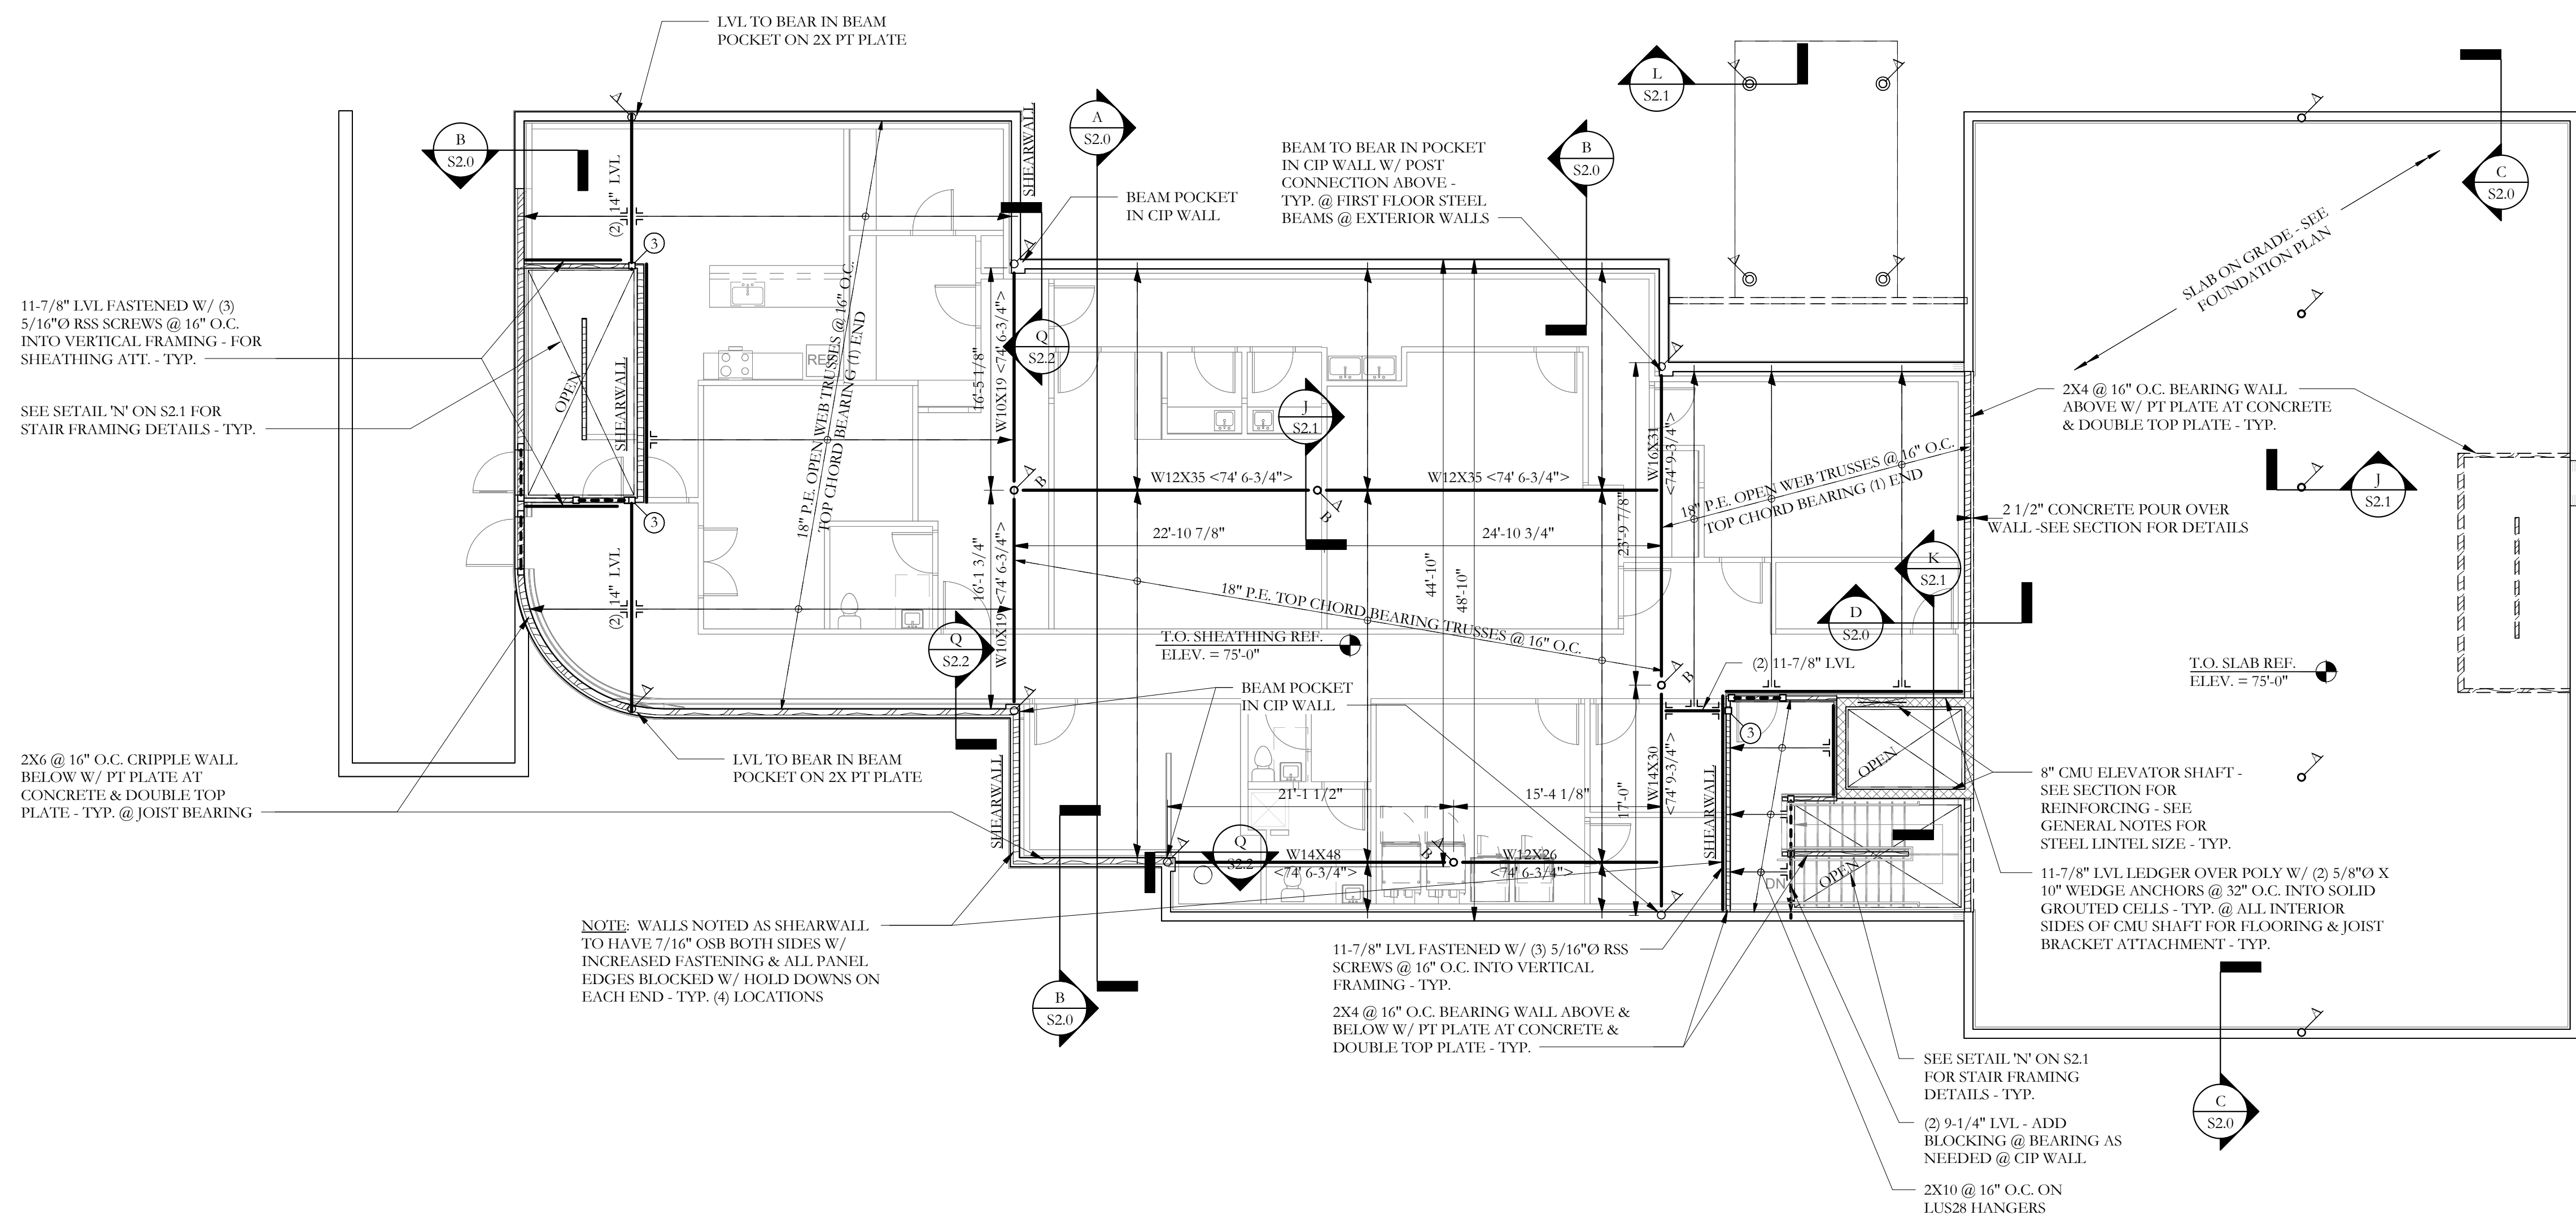 LVL TO BEAR IN BEAM
POCKET ON 2X PT PLATE
A
B
S2.0
SHEARWALL
A
S2.0
BEAM POCKET
IN CIP WALL
BEAM TO BEAR IN POCKET
IN CIP WALL W/ POST
CONNECTION ABOVE -
TYP. @ FIRST FLOOR STEEL
BEAMS @ EXTERIOR WALLS
B
S2.0
L
S2.1
A
A
A
A
A
C
S2.0
SLAB ON GRADE - SEE
FOUNDATION PLAN
A
(2) 14" LVL
3
A
A
11-7/8" LVL FASTENED W/ (3)
5/16"Ø RSS SCREWS @ 16" O.C.
INTO VERTICAL FRAMING - FOR
SHEATHING ATT. - TYP.
SEE SETAIL 'N' ON S2.1 FOR
STAIR FRAMING DETAILS - TYP.
OPEN
SHEARWALL
3
18" P.E. OPEN WEB TRUSSES @ 16" O.C.
TOP CHORD BEARING (1) END
16'-5 1/8"
W10X19 <74' 6-3/4">
Q
S2.2
J
S2.1
A
B
W12X35 <74' 6-3/4">
W12X35 <74' 6-3/4">
A
B
22'-10 7/8"
24'-10 3/4"
W16X31
<74' 9-3/4">
23'-9 7/8"
18" P.E. OPEN WEB TRUSSES @ 16" O.C.
TOP CHORD BEARING (1) END
2X4 @ 16" O.C. BEARING WALL
ABOVE W/ PT PLATE AT CONCRETE
& DOUBLE TOP PLATE - TYP.
A
J
S2.1
2 1/2" CONCRETE POUR OVER
WALL -SEE SECTION FOR DETAILS
K
S2.1
D
S2.0
(2) 14" LVL
16'-1 3/4"
W10X19 <74' 6-3/4">
Q
S2.2
44'-10"
48'-10"
18" P.E. TOP CHORD BEARING TRUSSES @ 16" O.C.
T.O. SHEATHING REF.
ELEV. = 75'-0"
A
B
(2) 11-7/8" LVL
T.O. SLAB REF.
ELEV. = 75'-0"
A
A
BEAM POCKET
IN CIP WALL
3
2X6 @ 16" O.C. CRIPPLE WALL
BELOW W/ PT PLATE AT
CONCRETE & DOUBLE TOP
PLATE - TYP. @ JOIST BEARING
LVL TO BEAR IN BEAM
POCKET ON 2X PT PLATE
SHEARWALL
21'-1 1/2"
15'-4 1/8"
17'-0"
W14X30
<74' 9-3/4">
SHEARWALL
OPEN
A
8" CMU ELEVATOR SHAFT -
SEE SECTION FOR
REINFORCING - SEE
GENERAL NOTES FOR
STEEL LINTEL SIZE - TYP.
A
Q
S2.2
W14X48
<74' 6-3/4">
A
B
W12X26
<74' 6-3/4">
DN
OPEN
11-7/8" LVL LEDGER OVER POLY W/ (2) 5/8"Ø X
10" WEDGE ANCHORS @ 32" O.C. INTO SOLID
GROUTED CELLS - TYP. @ ALL INTERIOR
SIDES OF CMU SHAFT FOR FLOORING & JOIST
BRACKET ATTACHMENT - TYP.
A
NOTE: WALLS NOTED AS SHEARWALL
TO HAVE 7/16" OSB BOTH SIDES W/
INCREASED FASTENING & ALL PANEL
EDGES BLOCKED W/ HOLD DOWNS ON
EACH END - TYP. (4) LOCATIONS
B
S2.0
11-7/8" LVL FASTENED W/ (3) 5/16"Ø RSS
SCREWS @ 16" O.C. INTO VERTICAL
FRAMING - TYP.
2X4 @ 16" O.C. BEARING WALL ABOVE &
BELOW W/ PT PLATE AT CONCRETE &
DOUBLE TOP PLATE - TYP.
A
SEE SETAIL 'N' ON S2.1
FOR STAIR FRAMING
DETAILS - TYP.
C
S2.0
(2) 9-1/4" LVL - ADD
BLOCKING @ BEARING AS
NEEDED @ CIP WALL
2X10 @ 16" O.C. ON
LUS28 HANGERS